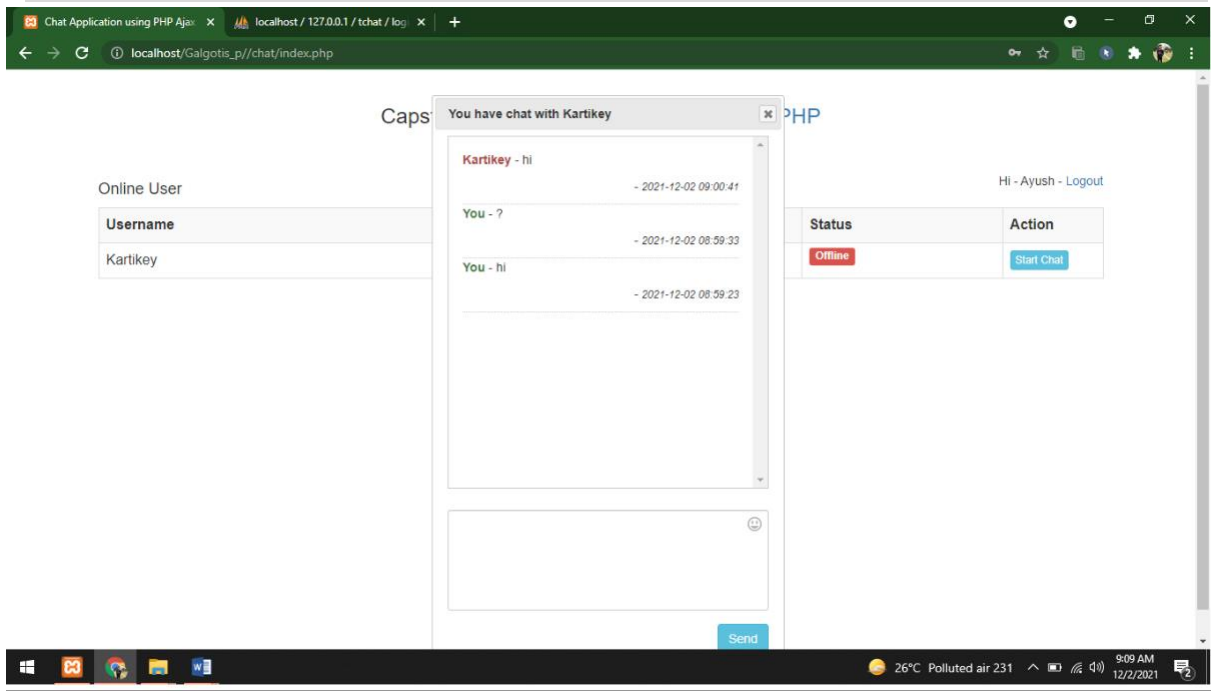 Chat Application using PHP Ajax
localhost / 127.0.0.1 / tchat / log
localhost/Galgotis_p//chat/index.php
Caps
PHP
You have chat with Kartikey
Kartikey - hi
- 2021-12-02 09:00:41
You - ?
- 2021-12-02 08:59:33
You - hi
- 2021-12-02 08:59:23
Online User
Hi - Ayush - Logout
Username Status Action
Kartikey Offline Start Chat
Send
26°C Polluted air 231
9:09 AM
12/2/2021
2